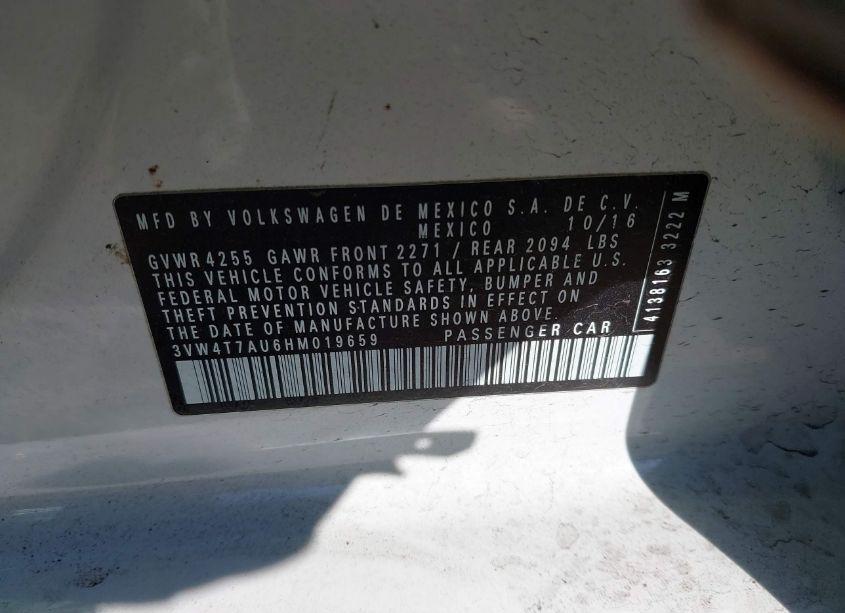 MFD BY VOLKSWAGEN DE MEXICO S.A. DE C.V.
MEXICO 10/16
GVWR 4255 GAWR FRONT 2271 / REAR 2094 LBS
THIS VEHICLE CONFORMS TO ALL APPLICABLE U.S.
FEDERAL MOTOR VEHICLE SAFETY, BUMPER AND
THEFT PREVENTION STANDARDS IN EFFECT ON
THE DATE OF MANUFACTURE SHOWN ABOVE.
3VW4T7AU6HM019659 PASSENGER CAR
4138163 3222 M